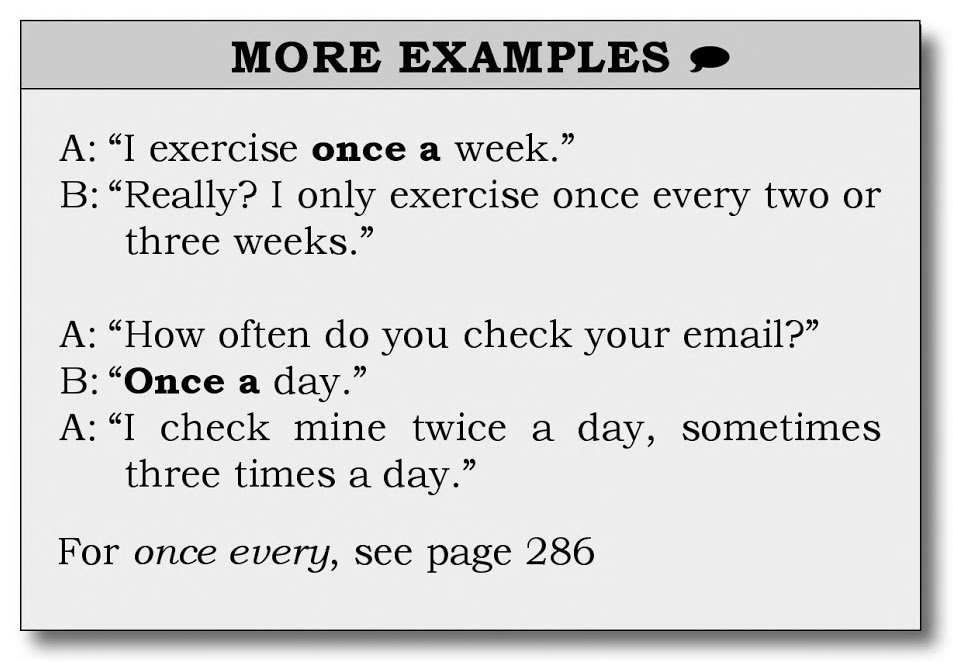 MORE EXAMPLES
A: “I exercise once a week.”
B: “Really? I only exercise once every two or
three weeks.”
A: “How often do you check your email?”
B: “Once a day.”
A: “I check mine twice a day, sometimes
three times a day.”
For once every, see page 286